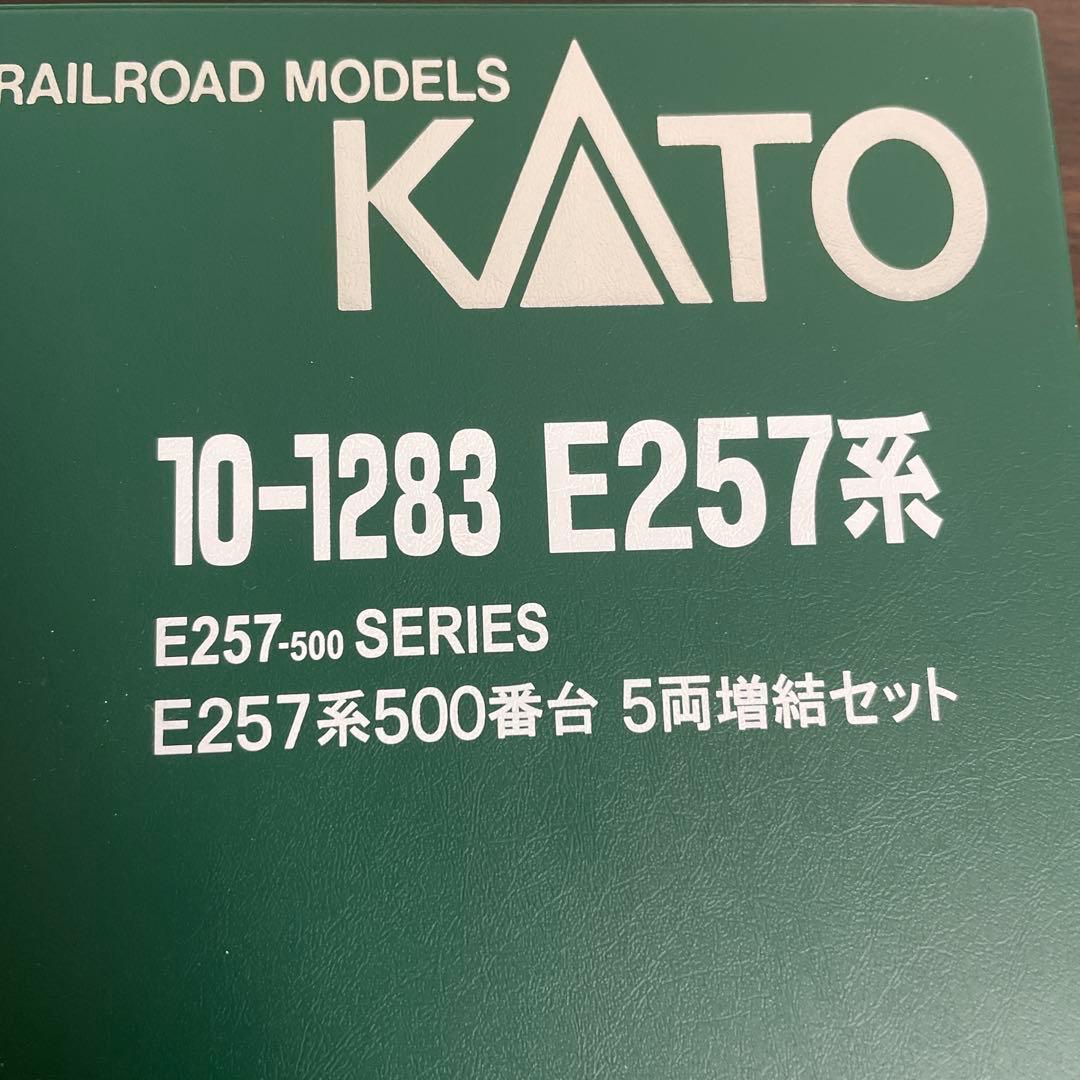 RAILROAD MODELS
KATO
10-1283 E257系
E257-500 SERIES
E257系500番台 5両増結セット